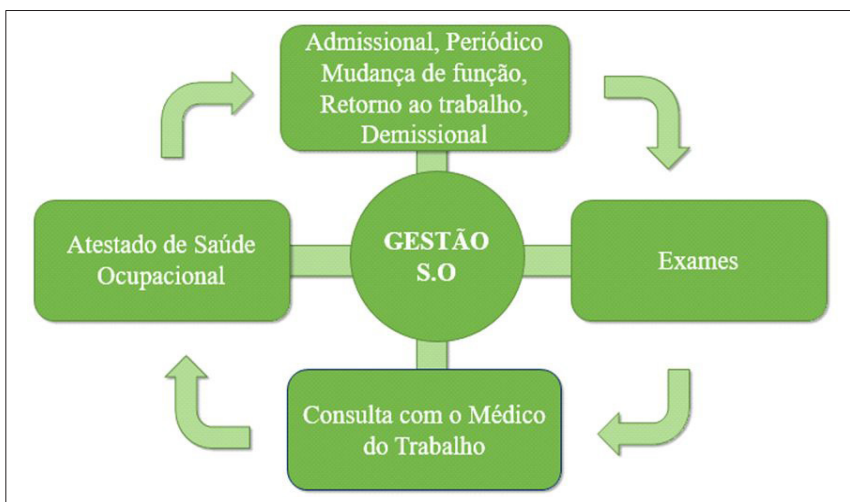 Admissional, Periódico
Mudança de função,
Retorno ao trabalho,
Demissional
Atestado de Saúde
Ocupacional
GESTÃO
S.O
Exames
Consulta com o Médico
do Trabalho